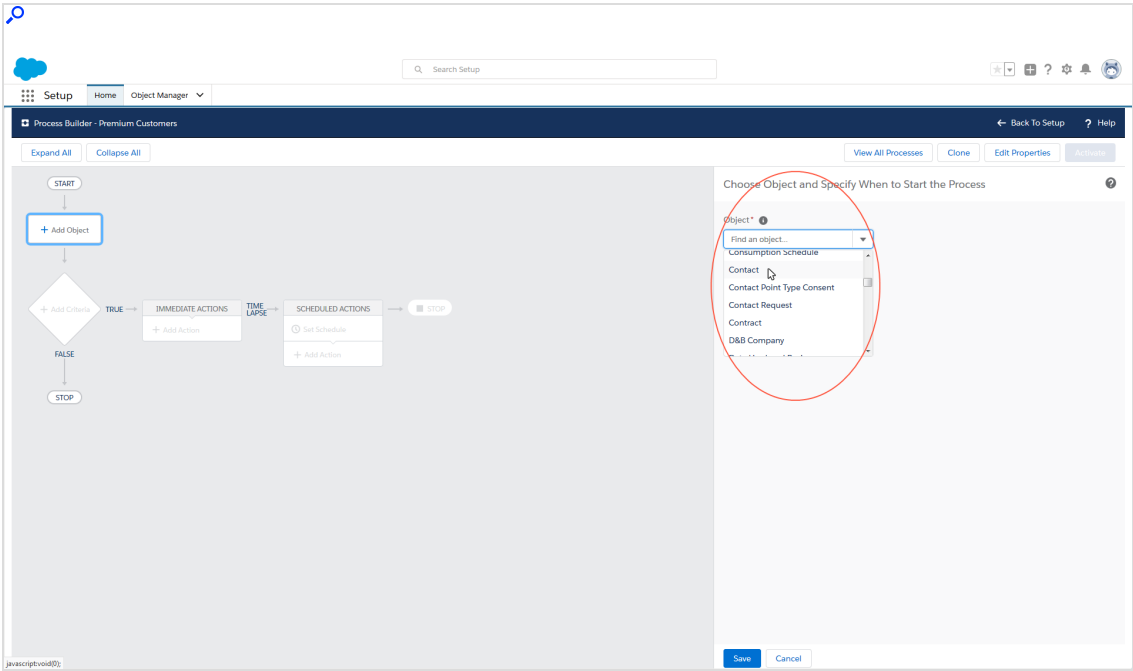 Search Setup
Setup Home Object Manager
Process Builder - Premium Customers Back To Setup ? Help
Expand All Collapse All View All Processes Clone Edit Properties Activate
START
Choose Object and Specify When to Start the Process
+ Add Object
Object*
Find an object...
Consumption Schedule
Contact
Contact Point Type Consent
Contact Request
Contract
D&B Company
+ Add Criteria
TRUE
IMMEDIATE ACTIONS
+ Add Action
TIME
LAPSE
SCHEDULED ACTIONS
Set Schedule
+ Add Action
STOP
FALSE
STOP
Save Cancel
javascript:void(0);